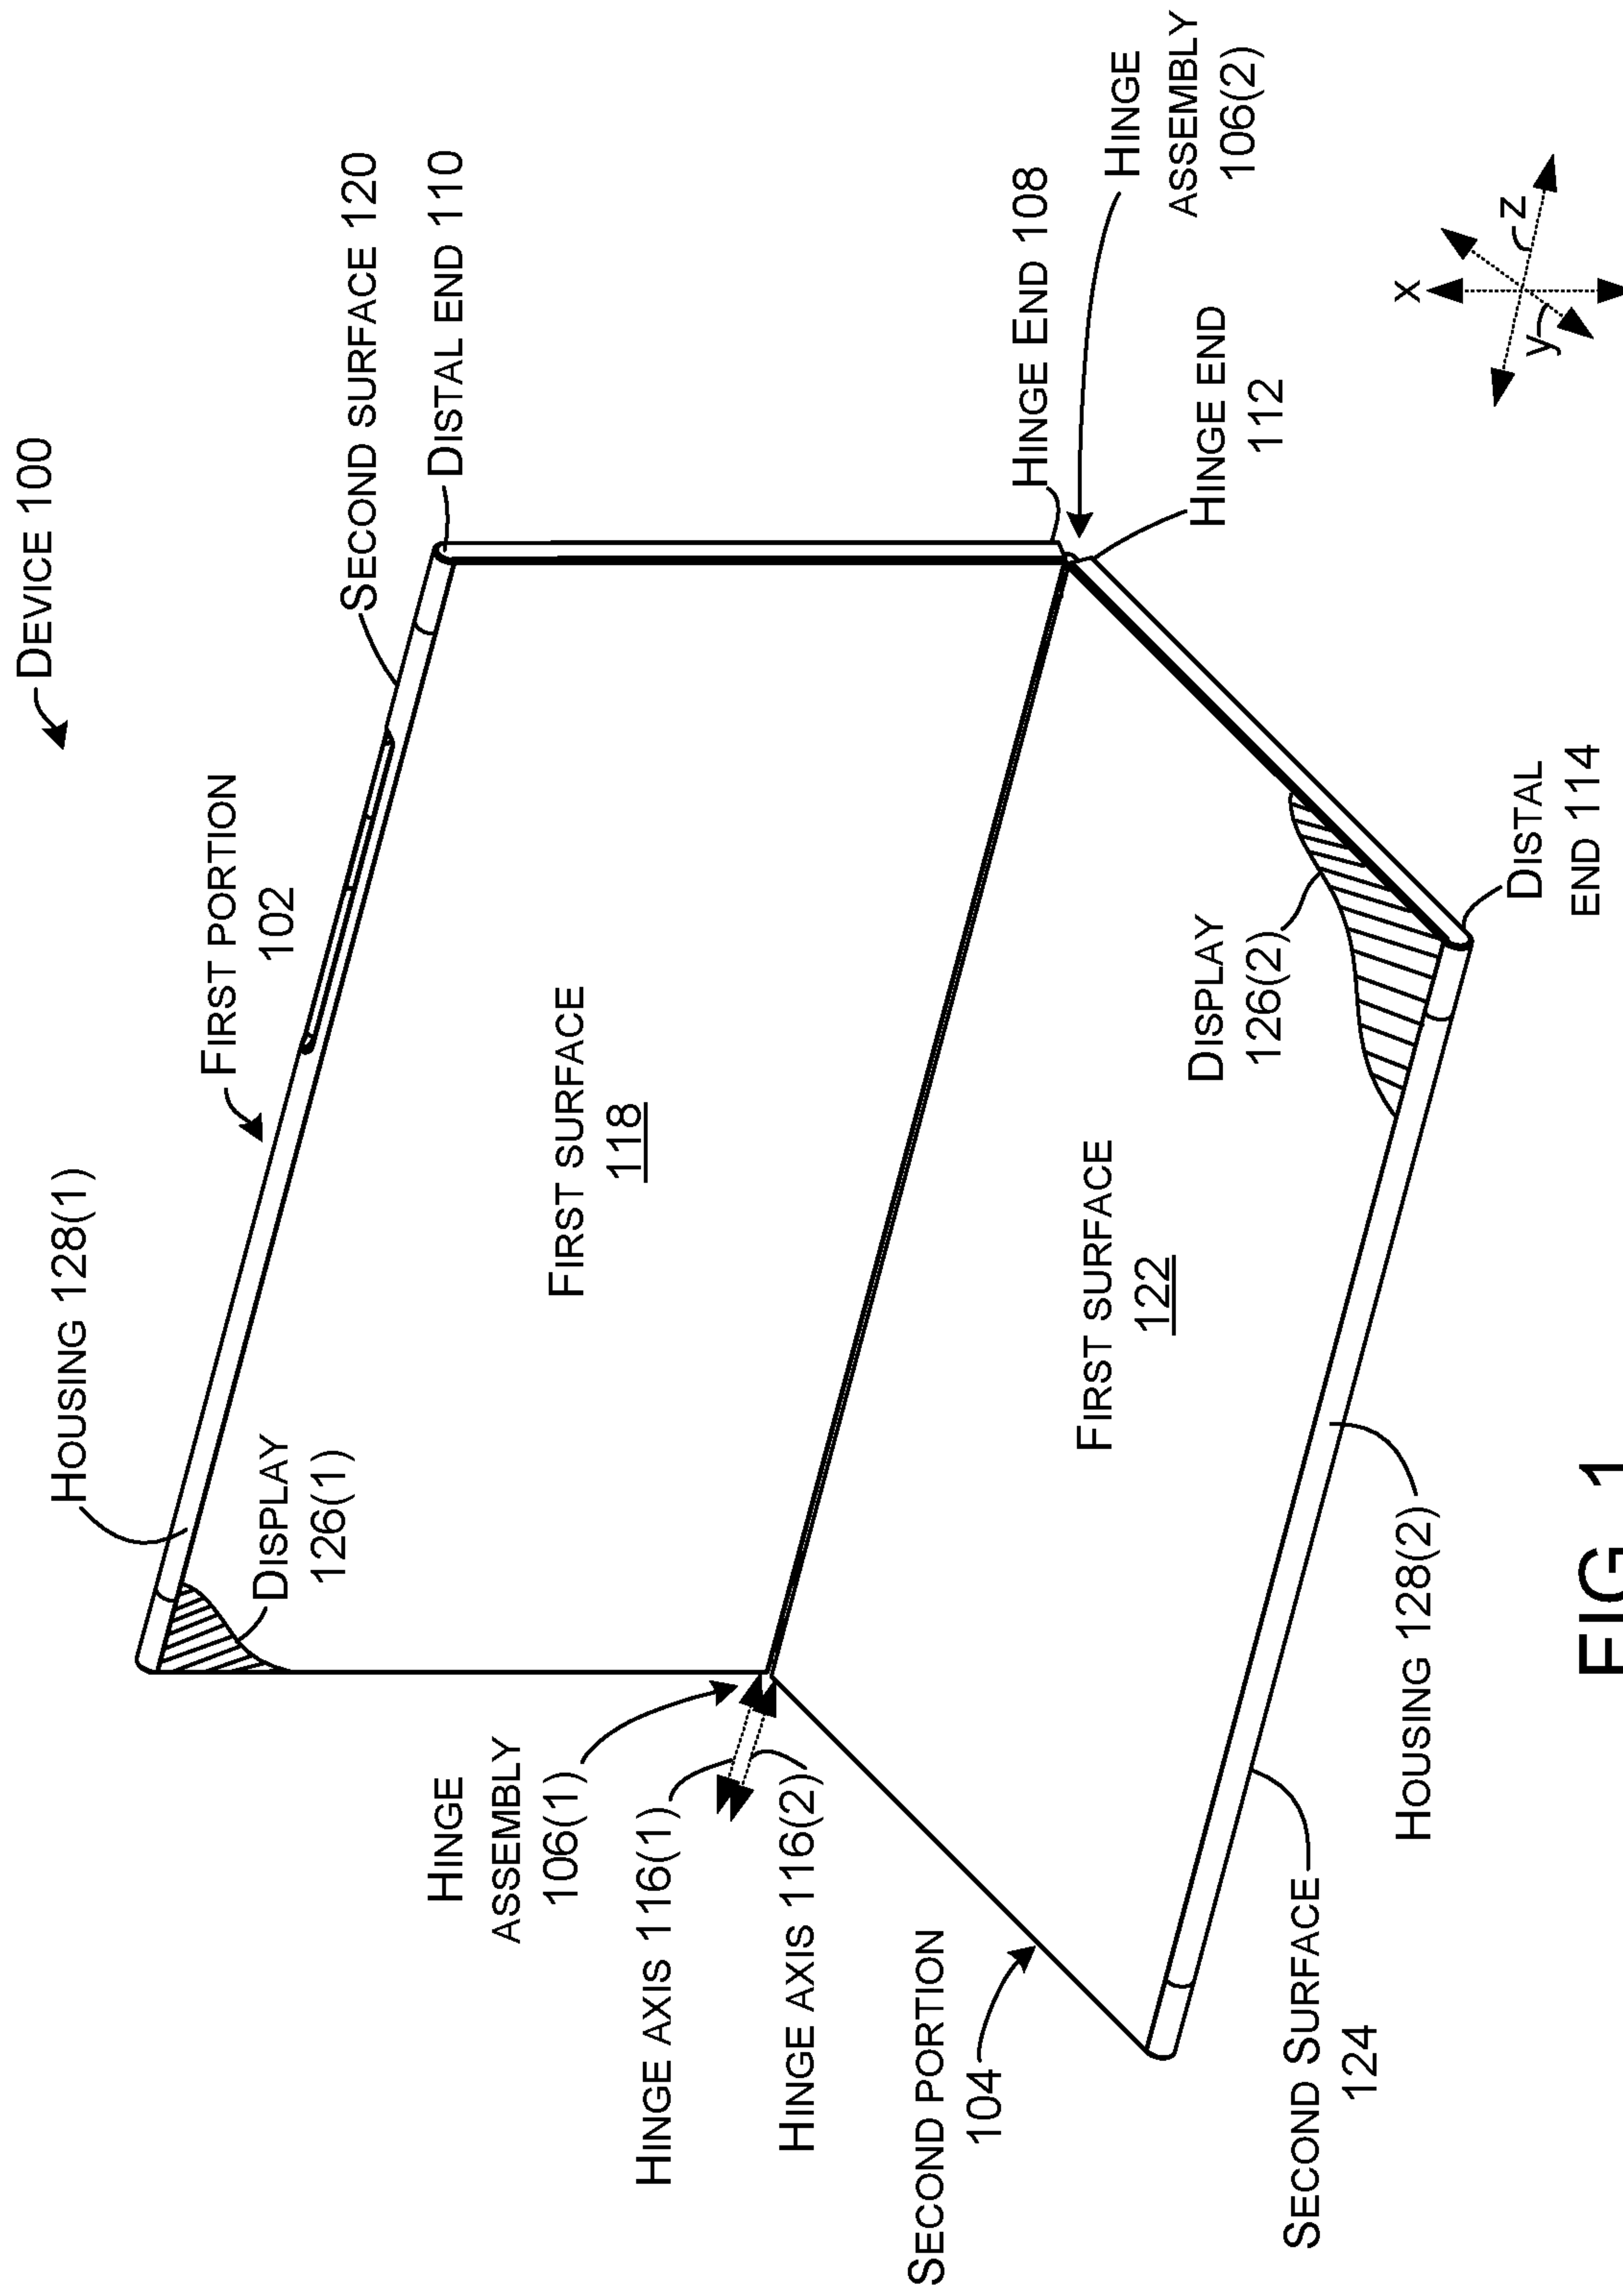 DEVICE 100
HOUSING 128(1)
FIRST PORTION
102
SECOND SURFACE 120
DISTAL END 110
DISPLAY
126(1)
HINGE
ASSEMBLY
106(1)
HINGE AXIS 116(1)
HINGE AXIS 116(2)
FIRST SURFACE
118
HINGE END 108
HINGE
ASSEMBLY
106(2)
HINGE END
112
SECOND PORTION
104
FIRST SURFACE
122
DISPLAY
126(2)
DISTAL
END 114
SECOND SURFACE
124
HOUSING 128(2)
x
y
z
FIG. 1